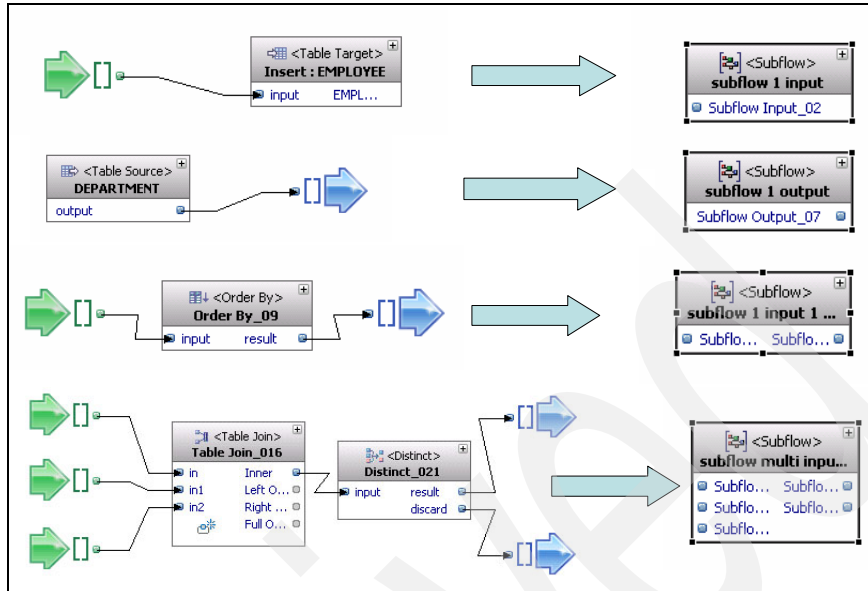 <Table Target>
Insert : EMPLOYEE
input EMPL...
<Subflow>
subflow 1 input
Subflow Input_02
<Table Source>
DEPARTMENT
output
<Subflow>
subflow 1 output
Subflow Output_07
<Order By>
Order By_09
input result
<Subflow>
subflow 1 input 1 ...
Subflo... Subflo...
<Table Join>
Table Join_016
in Inner
in1 Left O...
in2 Right ...
Full O...
<Distinct>
Distinct_021
input result
discard
<Subflow>
subflow multi inpu...
Subflo... Subflo...
Subflo... Subflo...
Subflo...